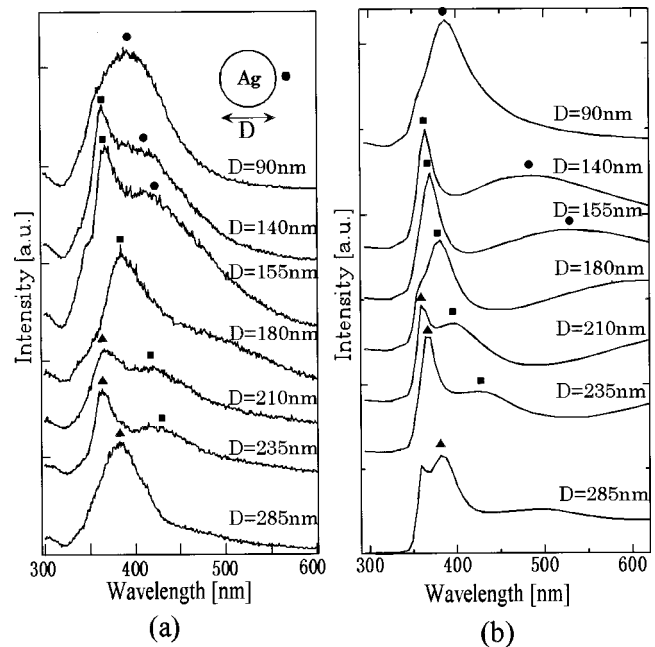 Intensity [a.u.]
Ag
D
D=90nm
D=140nm
D=155nm
D=180nm
D=210nm
D=235nm
D=285nm
300 400 500 600
Wavelength [nm]
(a)
Intensity [a.u.]
D=90nm
D=140nm
D=155nm
D=180nm
D=210nm
D=235nm
D=285nm
300 400 500 600
Wavelength [nm]
(b)